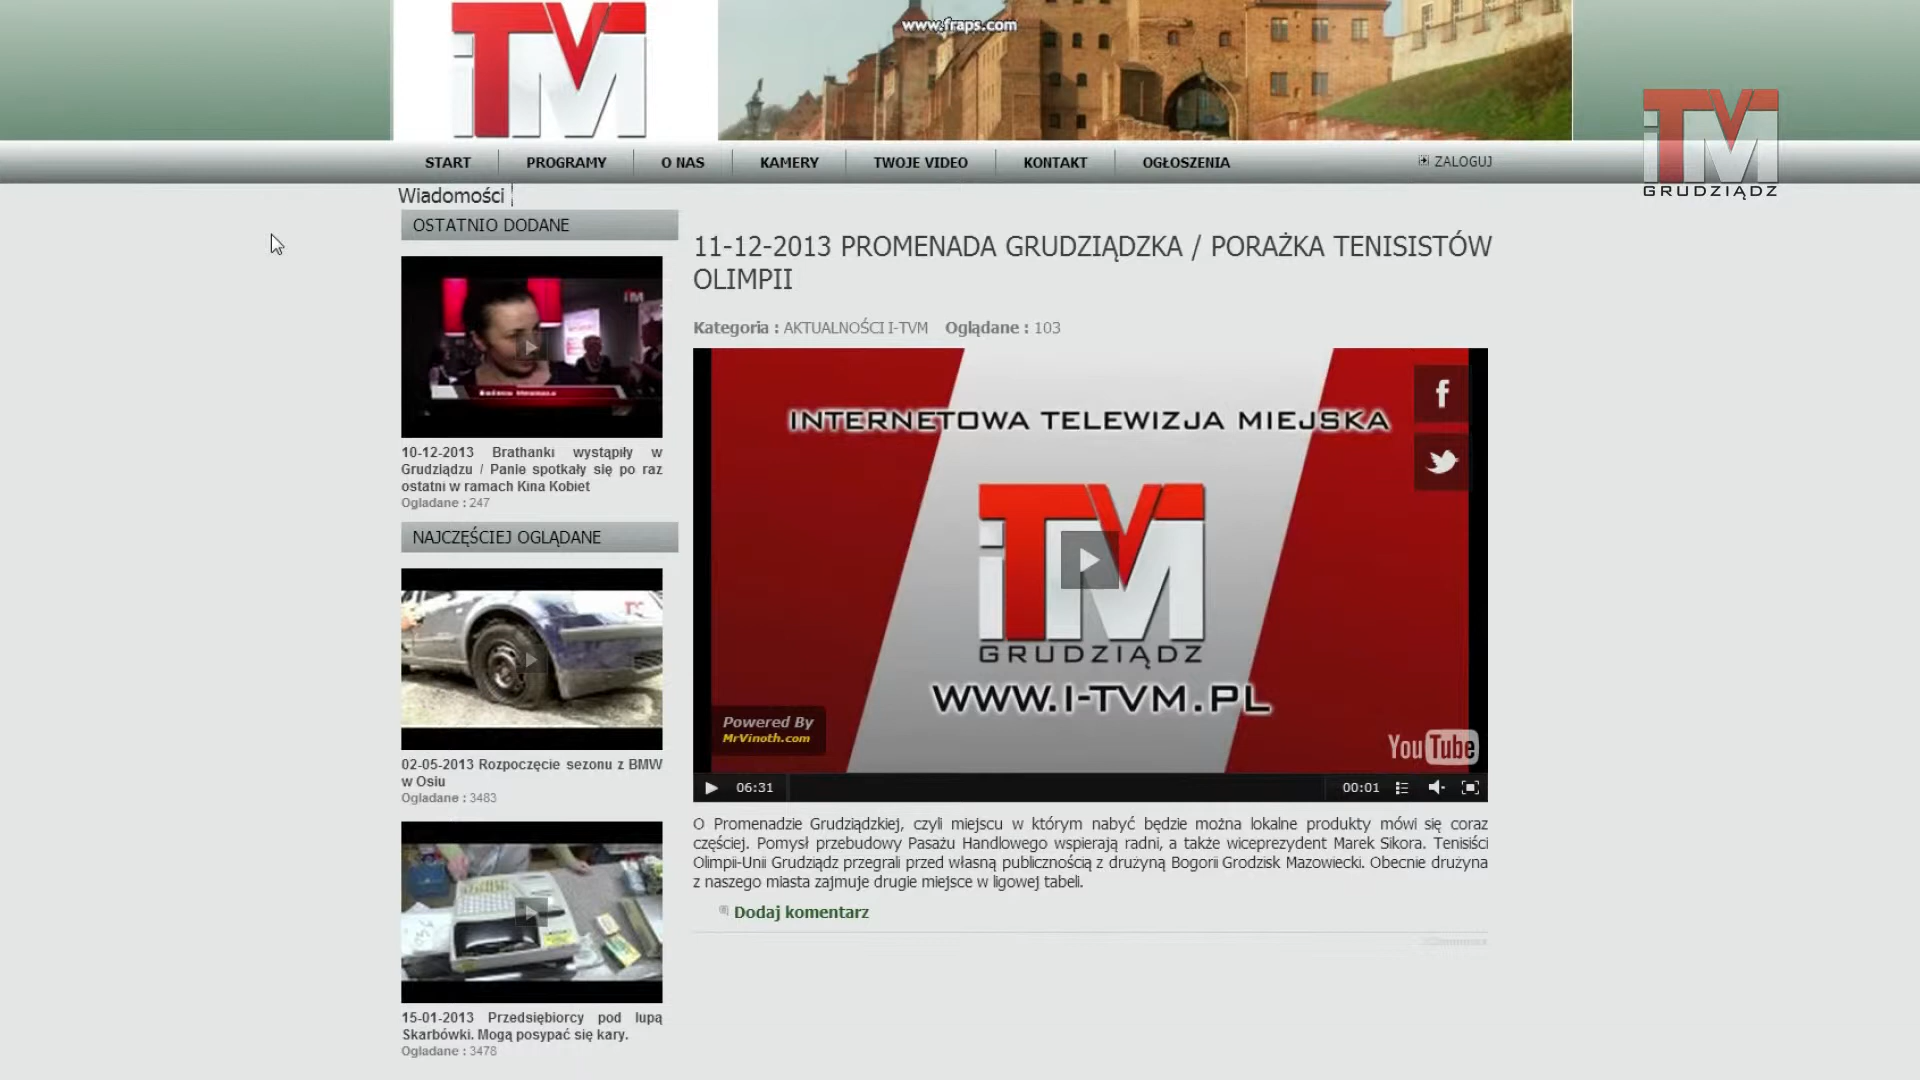 www.fraps.com
iTVM
iTVM
GRUDZIĄDZ
START
PROGRAMY
O NAS
KAMERY
TWOJE VIDEO
KONTAKT
OGŁOSZENIA
ZALOGUJ
Wiadomości
OSTATNIO DODANE
10-12-2013 Brathanki wystąpiły w
Grudziądzu / Panie spotkały się po raz
ostatni w ramach Kina Kobiet
Ogladane : 247
NAJCZĘŚCIEJ OGLĄDANE
02-05-2013 Rozpoczęcie sezonu z BMW
w Osiu
Ogladane : 3483
15-01-2013 Przedsiębiorcy pod lupą
Skarbówki. Mogą posypać się kary.
Ogladane : 3478
11-12-2013 PROMENADA GRUDZIĄDZKA / PORAŻKA TENISISTÓW
OLIMPII
Kategoria : AKTUALNOŚCI I-TVM Oglądane : 103
INTERNETOWA TELEWIZJA MIEJSKA
iTVM
GRUDZIĄDZ
WWW.I-TVM.PL
Powered By
MrVinoth.com
YouTube
06:31
00:01
O Promenadzie Grudziądzkiej, czyli miejscu w którym nabyć będzie można lokalne produkty mówi się coraz
częściej. Pomysł przebudowy Pasażu Handlowego wspierają radni, a także wiceprezydent Marek Sikora. Tenisiści
Olimpii-Unii Grudziądz przegrali przed własną publicznością z drużyną Bogorii Grodzisk Mazowiecki. Obecnie drużyna
z naszego miasta zajmuje drugie miejsce w ligowej tabeli.
Dodaj komentarz